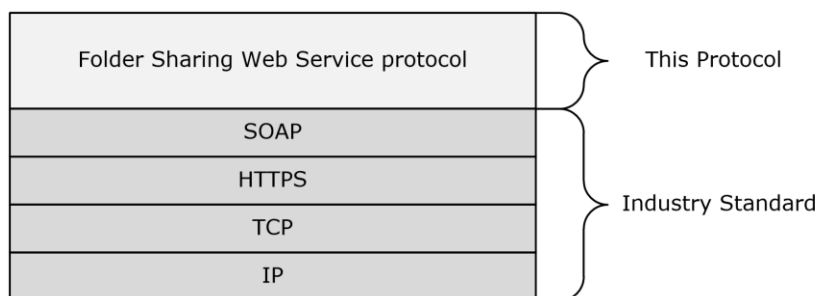 Folder Sharing Web Service protocol
This Protocol
SOAP
HTTPS
TCP
IP
Industry Standard